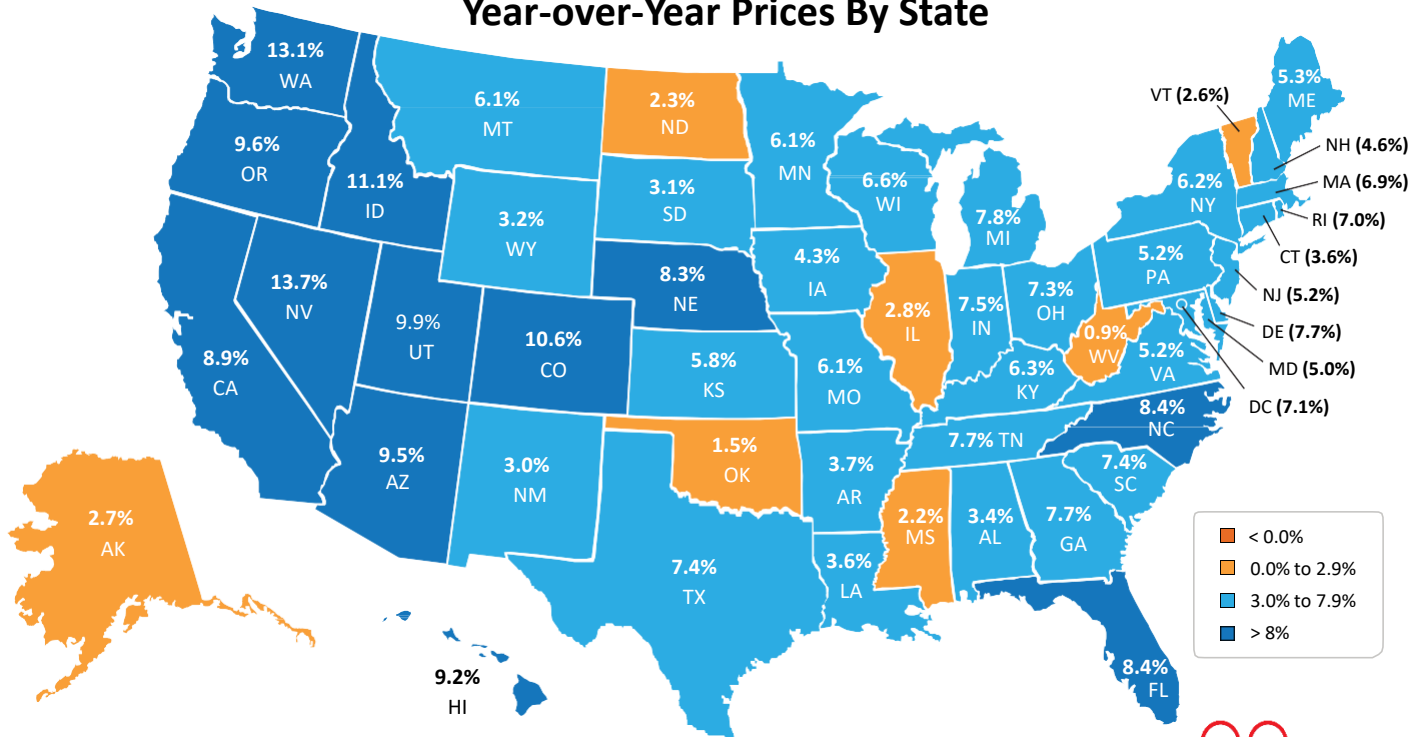 Year-over-Year Prices By State
13.1%
WA
9.6%
OR
11.1%
ID
6.1%
MT
2.3%
ND
6.1%
MN
3.1%
SD
3.2%
WY
6.6%
WI
7.8%
MI
VT (2.6%)
5.3%
ME
NH (4.6%)
MA (6.9%)
6.2%
NY
RI (7.0%)
CT (3.6%)
5.2%
PA
NJ (5.2%)
DE (7.7%)
MD (5.0%)
DC (7.1%)
8.9%
CA
13.7%
NV
9.9%
UT
10.6%
CO
8.3%
NE
4.3%
IA
2.8%
IL
7.5%
IN
7.3%
OH
0.9%
WV
5.2%
VA
5.8%
KS
6.1%
MO
6.3%
KY
8.4%
NC
7.7% TN
9.5%
AZ
3.0%
NM
1.5%
OK
3.7%
AR
7.4%
SC
2.2%
MS
3.4%
AL
7.7%
GA
7.4%
TX
3.6%
LA
8.4%
FL
2.7%
AK
9.2%
HI
< 0.0%
0.0% to 2.9%
3.0% to 7.9%
> 8%